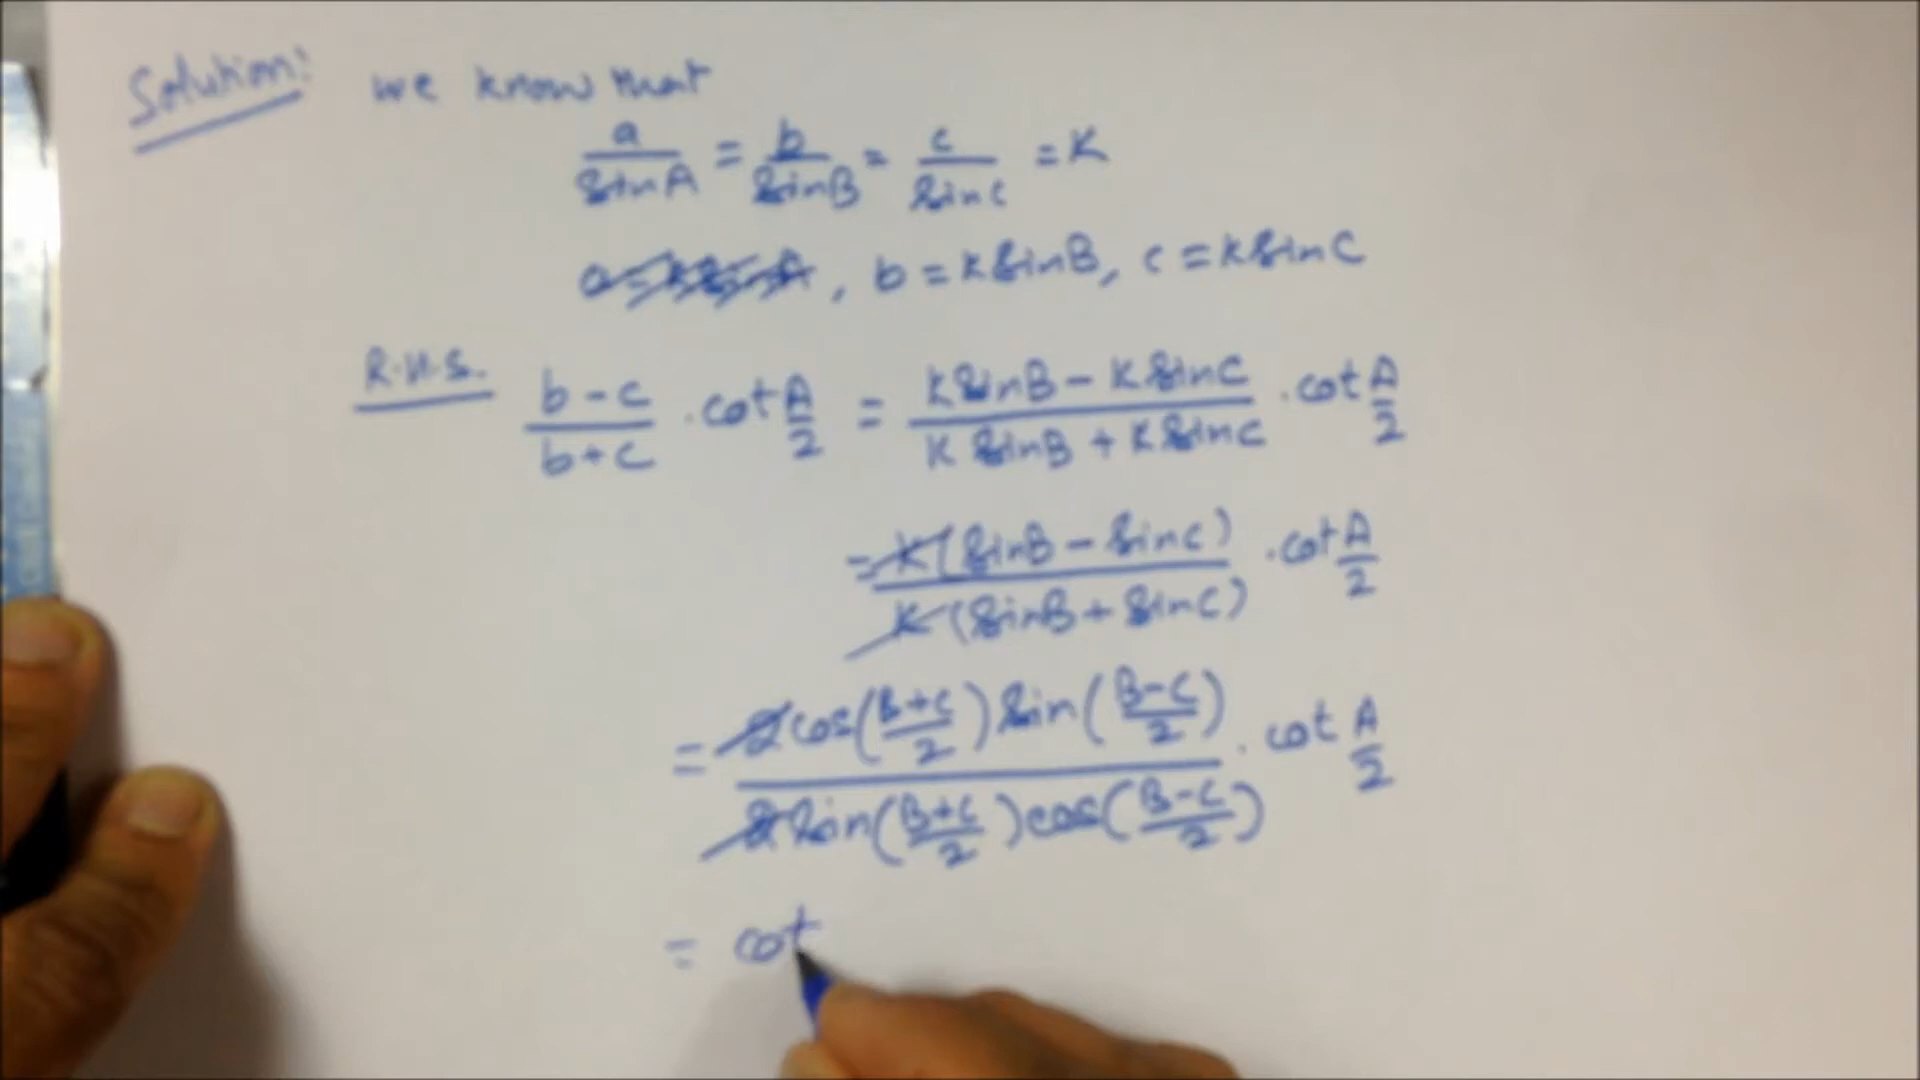 Solution: we know that
a/sinA = b/sinB = c/sinC = K
a = k sin A, b = K sinB, c = K sinC
R.H.S. b-c/b+c . cot A/2 = K sinB - K sinC / K sinB + K sinC . cot A/2
= K(sinB - sinC) / K(sinB + sinC) . cot A/2
= 2cos(B+C/2) sin(B-C/2) / 2sin(B+C/2) cos(B-C/2) . cot A/2
= cot